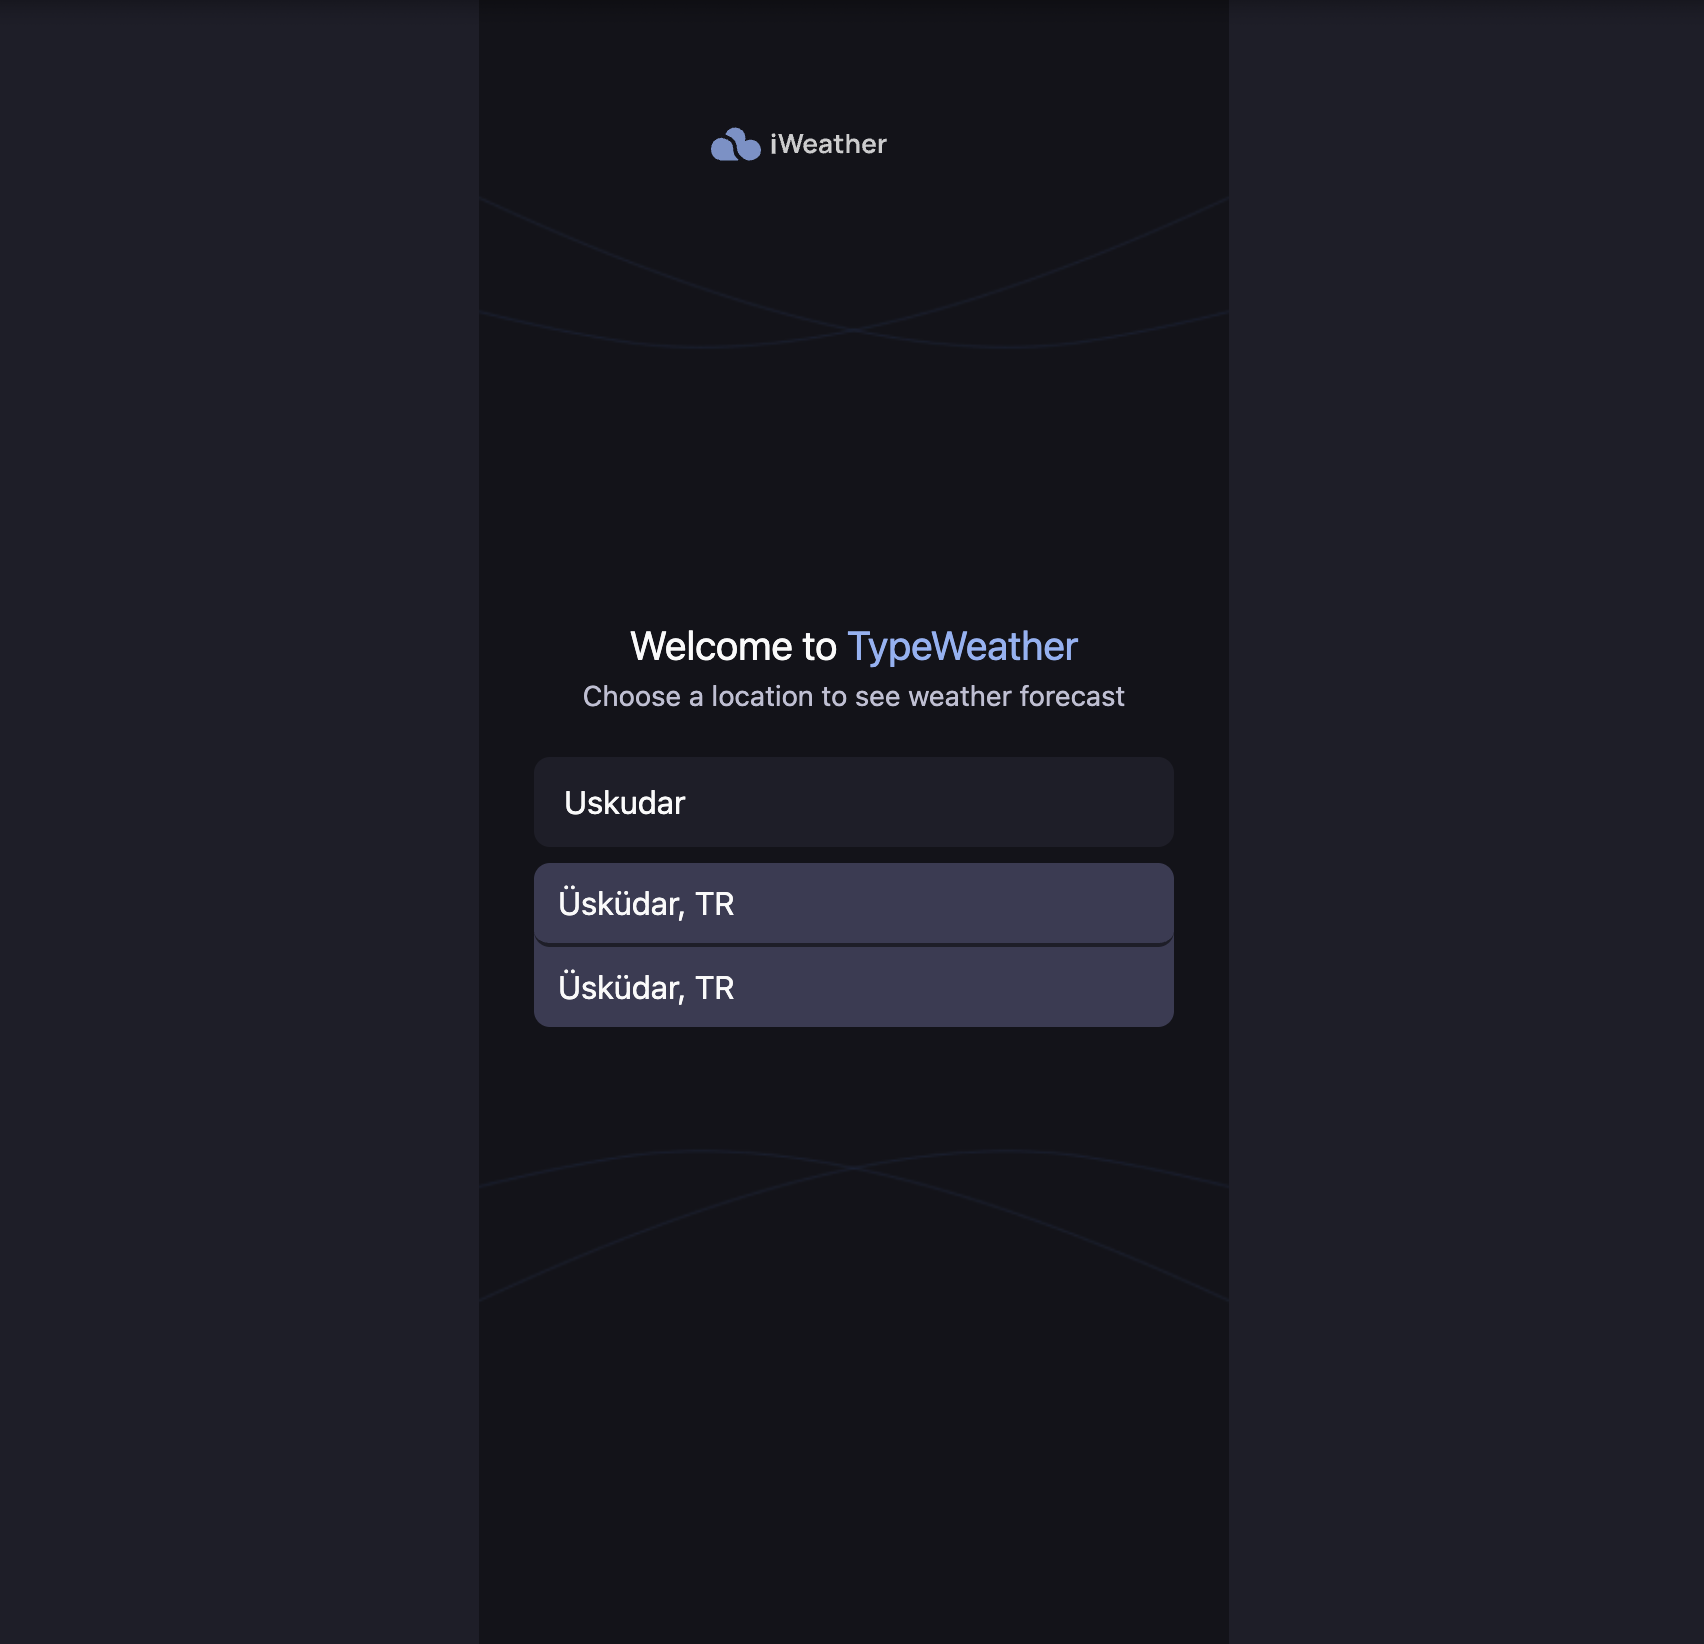 iWeather
Welcome to TypeWeather
Choose a location to see weather forecast
Uskudar
Üsküdar, TR
Üsküdar, TR